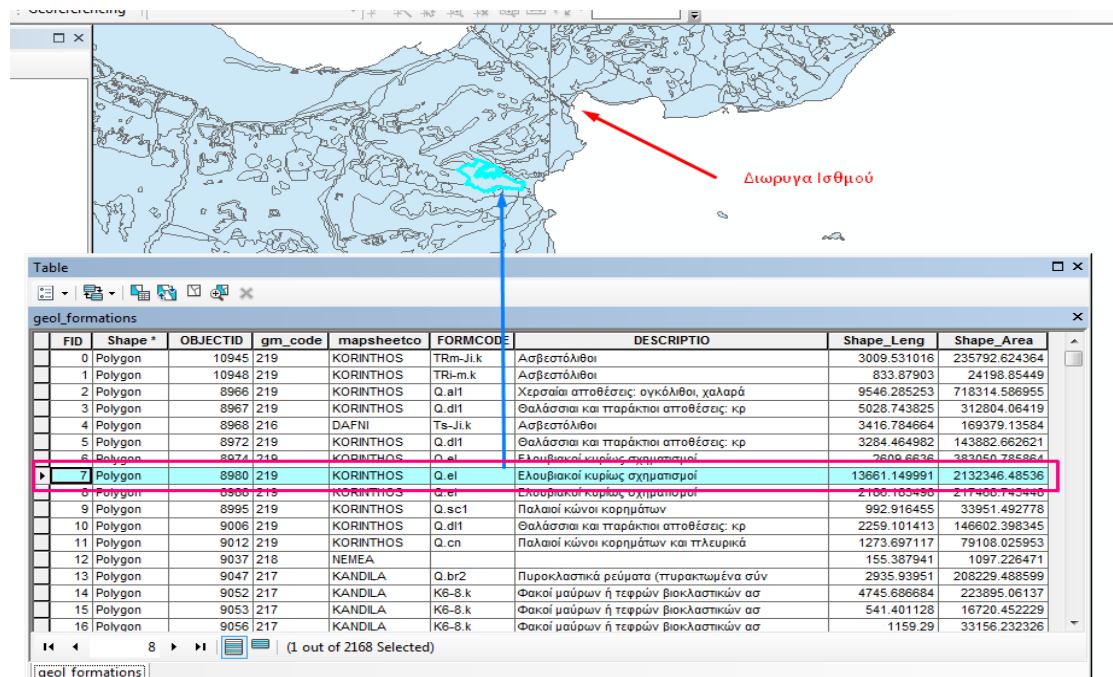 Georeferencing
Διωρυγα Ισθμού
Table
geol_formations
FID Shape * OBJECTID gm_code mapsheetco FORMCODE DESCRIPTIO Shape_Leng Shape_Area
0 Polygon 10945 219 KORINTHOS TRm-Ji.k Ασβεστόλιθοι 3009.531016 235792.624364
1 Polygon 10948 219 KORINTHOS TRi-m.k Ασβεστόλιθοι 833.87903 24198.85449
2 Polygon 8966 219 KORINTHOS Q.al1 Χερσαίαι αποθέσεις: ογκόλιθοι, χαλαρά 9546.285253 718314.586955
3 Polygon 8967 219 KORINTHOS Q.dl1 Θαλάσσιαι και παράκτιοι αποθέσεις: κρ 5028.743825 312804.06419
4 Polygon 8968 216 DAFNI Ts-Ji.k Ασβεστόλιθοι 3416.784664 169379.13584
5 Polygon 8972 219 KORINTHOS Q.dl1 Θαλάσσιαι και παράκτιοι αποθέσεις: κρ 3284.464982 143882.662621
6 Polygon 8974 219 KORINTHOS Q.el Ελουβιακοί κυρίως σχηματισμοί 2609.6636 383050.785864
7 Polygon 8980 219 KORINTHOS Q.el Ελουβιακοί κυρίως σχηματισμοί 13661.149991 2132346.48536
8 Polygon 8988 219 KORINTHOS Q.el Ελουβιακοί κυρίως σχηματισμοί
9 Polygon 8995 219 KORINTHOS Q.sc1 Παλαιοί κώνοι κορημάτων 992.916455 33951.492778
10 Polygon 9006 219 KORINTHOS Q.dl1 Θαλάσσιαι και παράκτιοι αποθέσεις: κρ 2259.101413 146602.398345
11 Polygon 9012 219 KORINTHOS Q.cn Παλαιοί κώνοι κορημάτων και πλευρικά 1273.697117 79108.025953
12 Polygon 9037 218 NEMEA 155.387941 1097.226471
13 Polygon 9047 217 KANDILA Q.br2 Πυροκλαστικά ρεύματα (πυρακτωμένα σύν 2935.93951 208229.488599
14 Polygon 9052 217 KANDILA K6-8.k Φακοί μαύρων ή τεφρών βιοκλαστικών ασ 4745.686684 223895.06137
15 Polygon 9053 217 KANDILA K6-8.k Φακοί μαύρων ή τεφρών βιοκλαστικών ασ 541.401128 16720.452229
16 Polygon 9056 217 KANDILA K6-8.k Φακοί μαύρων ή τεφρών βιοκλαστικών ασ 1159.29 33156.232326
8 (1 out of 2168 Selected)
geol_formations